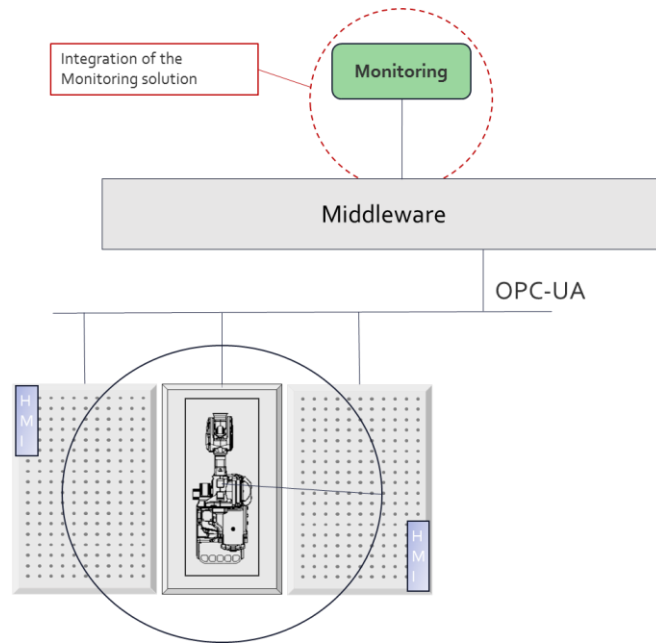 Integration of the
Monitoring solution
Monitoring
Middleware
OPC-UA
H
M
I
H
M
I